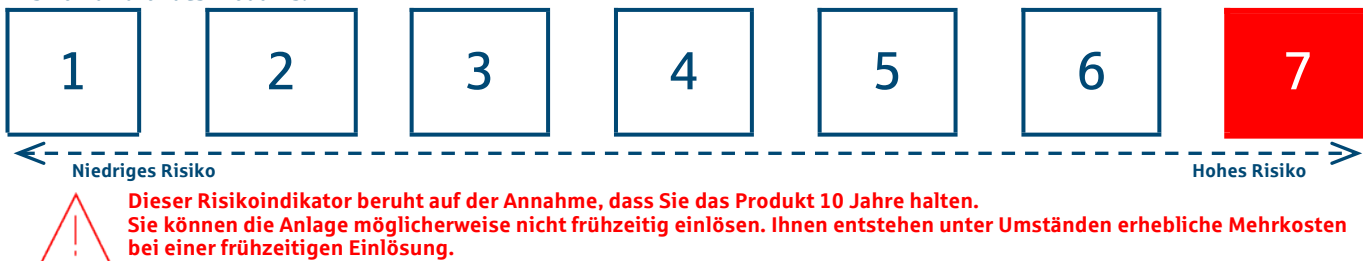 1 2 3 4 5 6 7
Niedriges Risiko Hohes Risiko
Dieser Risikoindikator beruht auf der Annahme, dass Sie das Produkt 10 Jahre halten.
Sie können die Anlage möglicherweise nicht frühzeitig einlösen. Ihnen entstehen unter Umständen erhebliche Mehrkosten
bei einer frühzeitigen Einlösung.